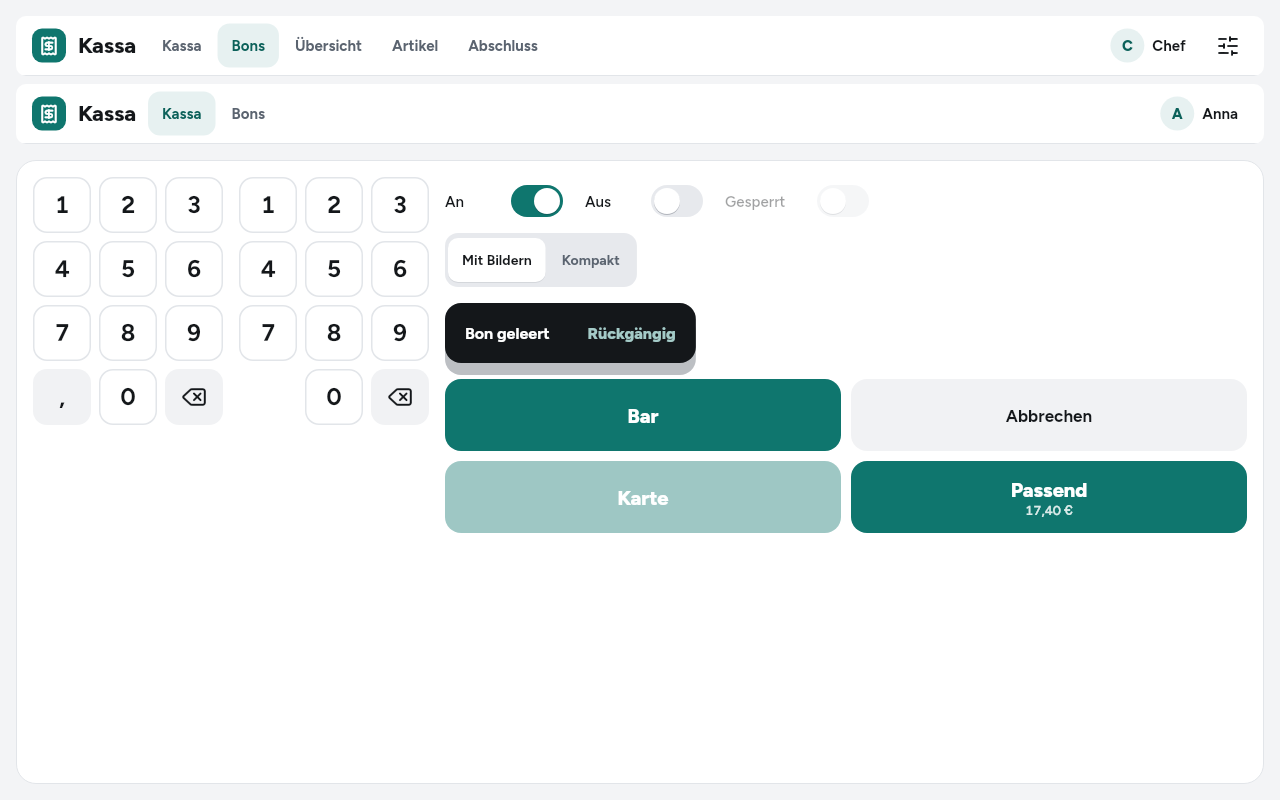 Kassa Kassa Bons Übersicht Artikel Abschluss C Chef
Kassa Kassa Bons A Anna
1 2 3 1 2 3
4 5 6 4 5 6
7 8 9 7 8 9
, 0 0
An Aus Gesperrt
Mit Bildern Kompakt
Bon geleert Rückgängig
Bar Abbrechen
Karte Passend
17,40 €